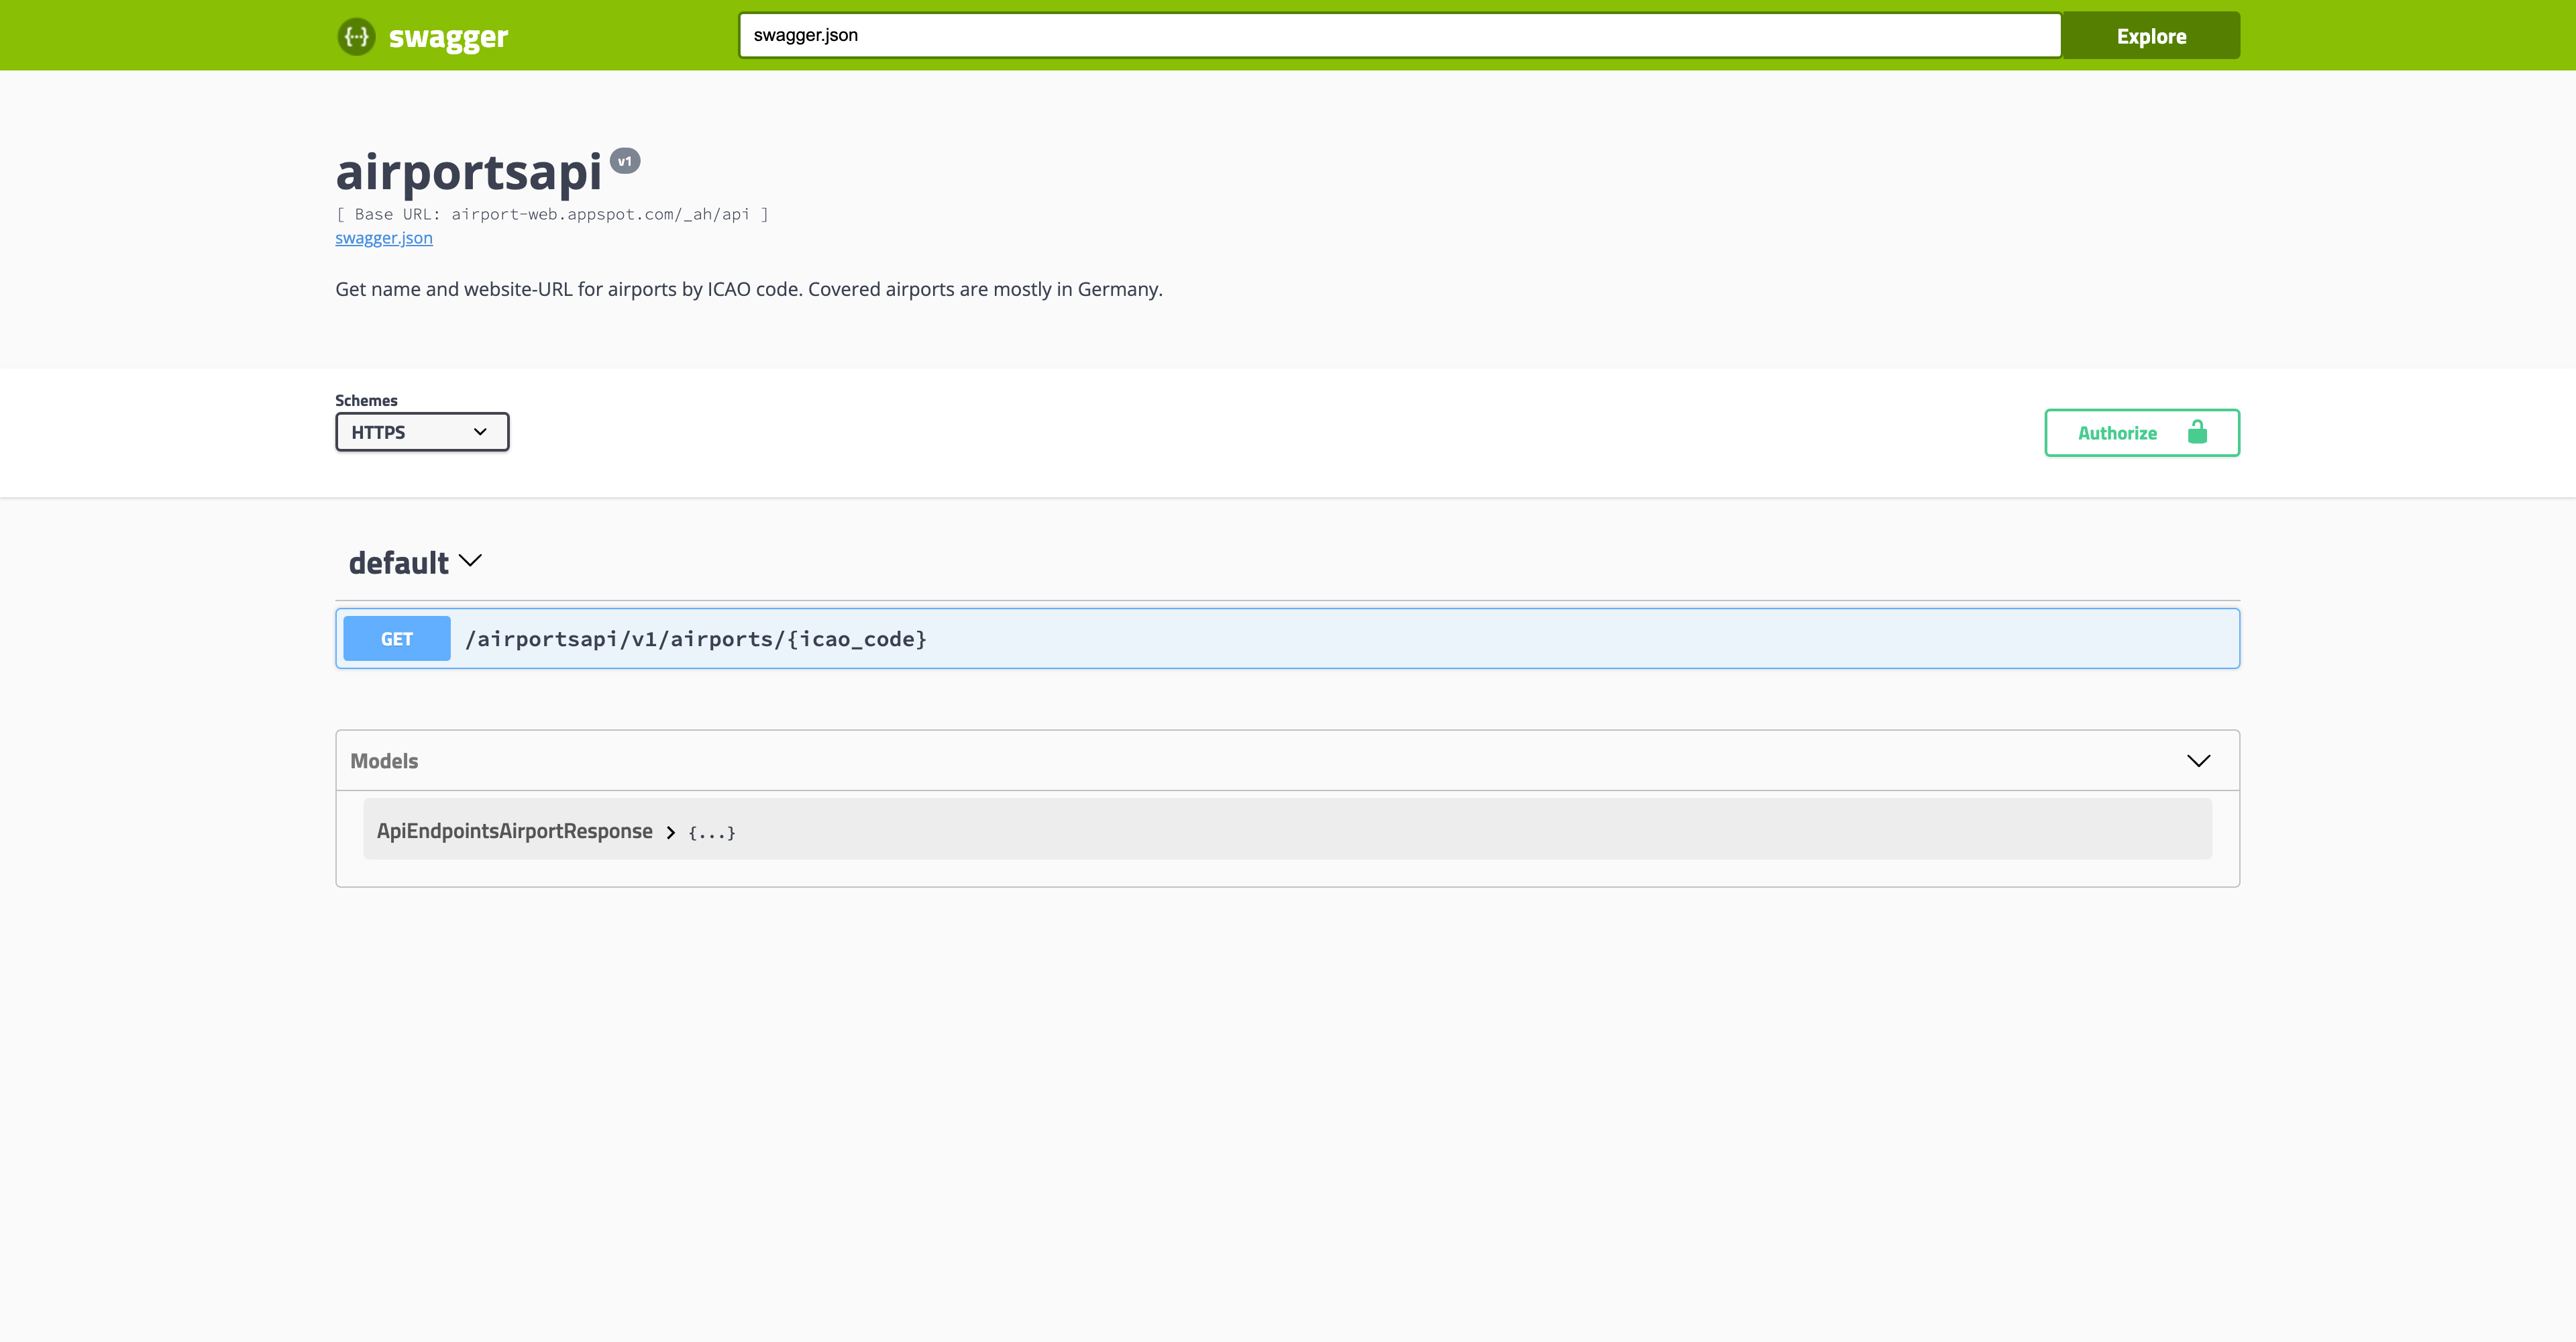 {...} swagger
swagger.json
Explore
airportsapi v1
[ Base URL: airport-web.appspot.com/_ah/api ]
swagger.json
Get name and website-URL for airports by ICAO code. Covered airports are mostly in Germany.
Schemes
HTTPS
Authorize
default
GET /airportsapi/v1/airports/{icao_code}
Models
ApiEndpointsAirportResponse {...}